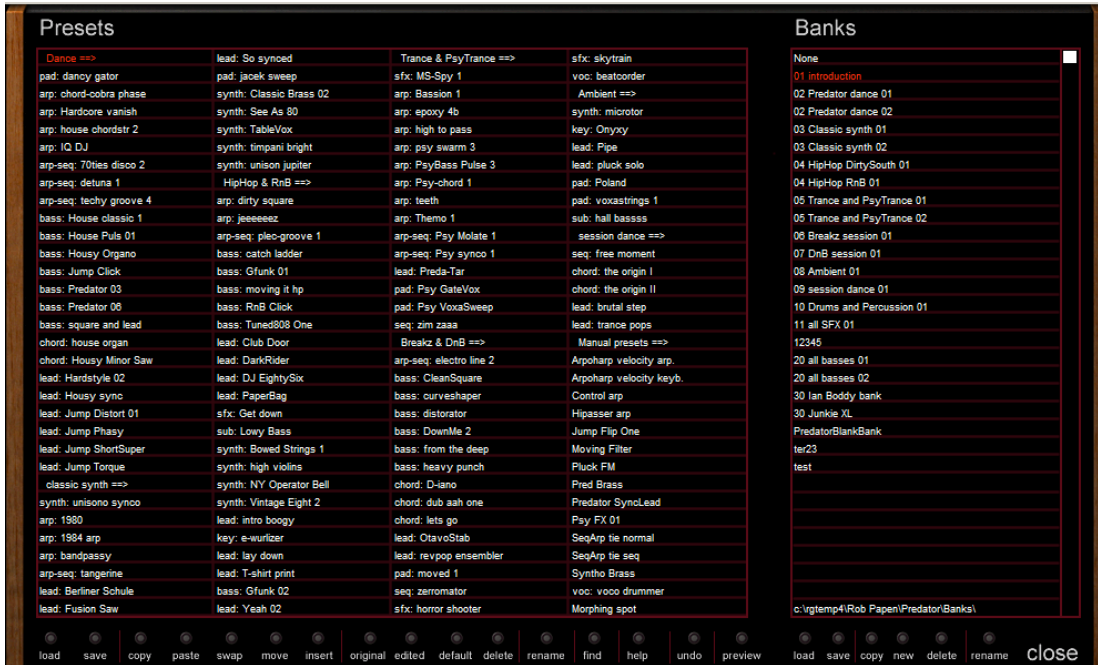 Presets
Dance ==>
pad: dancy gator
arp: chord-cobra phase
arp: Hardcore vanish
arp: house chordstr 2
arp: IQ DJ
arp-seq: 70ties disco 2
arp-seq: detuna 1
arp-seq: techy groove 4
bass: House classic 1
bass: House Puls 01
bass: Housy Organo
bass: Jump Click
bass: Predator 03
bass: Predator 06
bass: square and lead
chord: house organ
chord: Housy Minor Saw
lead: Hardstyle 02
lead: Housy sync
lead: Jump Distort 01
lead: Jump Phasy
lead: Jump ShortSuper
lead: Jump Torque
classic synth ==>
synth: unisono synco
arp: 1980
arp: 1984 arp
arp: bandpassy
arp-seq: tangerine
lead: Berliner Schule
lead: Fusion Saw
lead: So synced
pad: jacek sweep
synth: Classic Brass 02
synth: See As 80
synth: TableVox
synth: timpani bright
synth: unison jupiter
HipHop & RnB ==>
arp: dirty square
arp: jeeeeeez
arp-seq: plec-groove 1
bass: catch ladder
bass: Gfunk 01
bass: moving it hp
bass: RnB Click
bass: Tuned808 One
lead: Club Door
lead: DarkRider
lead: DJ EightySix
lead: PaperBag
sfx: Get down
sub: Lowy Bass
synth: Bowed Strings 1
synth: high violins
synth: NY Operator Bell
synth: Vintage Eight 2
lead: intro boogy
key: e-wurlizer
lead: lay down
lead: T-shirt print
bass: Gfunk 02
lead: Yeah 02
Trance & PsyTrance ==>
sfx: MS-Spy 1
arp: Bassion 1
arp: epoxy 4b
arp: high to pass
arp: psy swarm 3
arp: PsyBass Pulse 3
arp: Psy-chord 1
arp: teeth
arp: Themo 1
arp-seq: Psy Molate 1
arp-seq: Psy synco 1
lead: Preda-Tar
pad: Psy GateVox
pad: Psy VoxaSweep
seq: zim zaaa
Breakz & DnB ==>
arp-seq: electro line 2
bass: CleanSquare
bass: curveshaper
bass: distorator
bass: DownMe 2
bass: from the deep
bass: heavy punch
chord: D-iano
chord: dub aah one
chord: lets go
lead: OtavoStab
lead: revpop ensembler
pad: moved 1
seq: zerromator
sfx: horror shooter
sfx: skytrain
voc: beatcorder
Ambient ==>
synth: microtor
key: Onyxy
lead: Pipe
lead: pluck solo
pad: Poland
pad: voxastrings 1
sub: hall bassss
session dance ==>
seq: free moment
chord: the origin I
chord: the origin II
lead: brutal step
lead: trance pops
Manual presets ==>
Arpoharp velocity arp.
Arpoharp velocity keyb.
Control arp
Hipasser arp
Jump Flip One
Moving Filter
Pluck FM
Pred Brass
Predator SyncLead
Psy FX 01
SeqArp tie normal
SeqArp tie seq
Syntho Brass
voc: voco drummer
Morphing spot
load save copy paste swap move insert original edited default delete rename find help undo preview
Banks
None
01 introduction
02 Predator dance 01
02 Predator dance 02
03 Classic synth 01
03 Classic synth 02
04 HipHop DirtySouth 01
04 HipHop RnB 01
05 Trance and PsyTrance 01
05 Trance and PsyTrance 02
06 Breakz session 01
07 DnB session 01
08 Ambient 01
09 session dance 01
10 Drums and Percussion 01
11 all SFX 01
12345
20 all basses 01
20 all basses 02
30 Ian Boddy bank
30 Junkie XL
PredatorBlankBank
ter23
test
c:\rgtemp4\Rob Papen\Predator\Banks\
load save copy new delete rename close